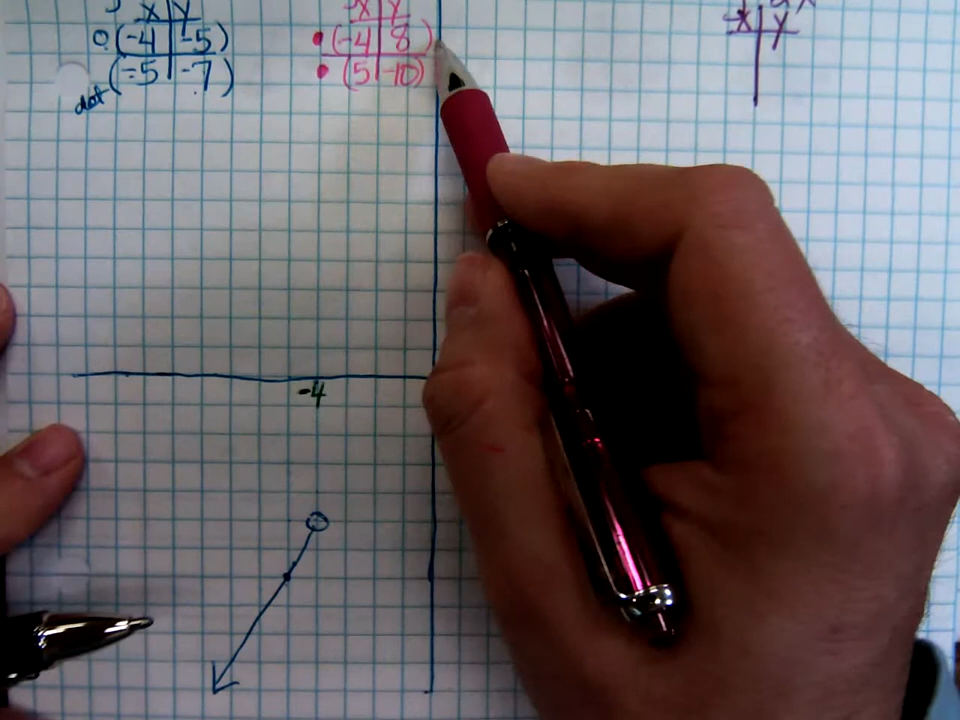 x y
(-4 -5)
(-5 -7)
dot
x y
(-4 8)
(5 -10)
x y
-4